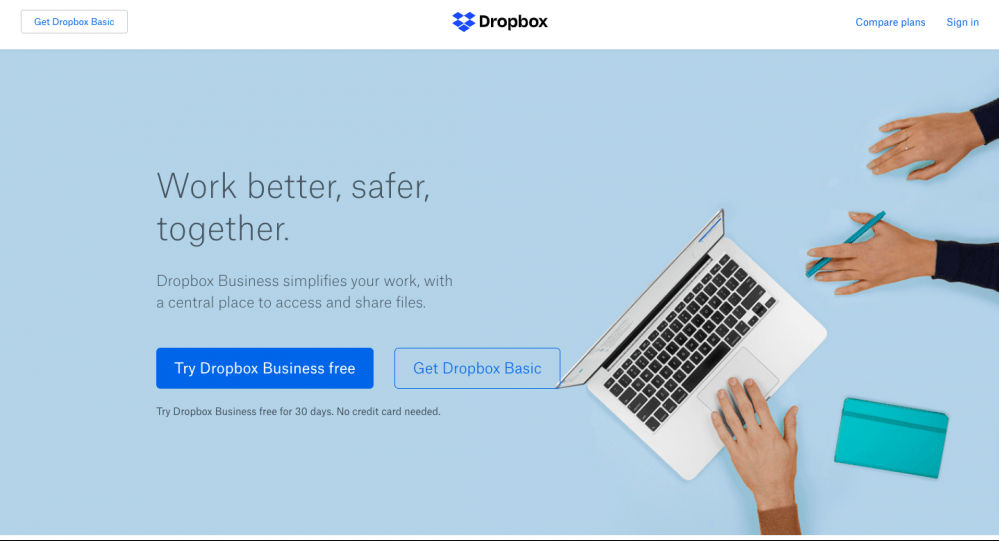 Get Dropbox Basic
Dropbox
Compare plans
Sign in
Work better, safer,
together.
Dropbox Business simplifies your work, with
a central place to access and share files.
Try Dropbox Business free
Get Dropbox Basic
Try Dropbox Business free for 30 days. No credit card needed.